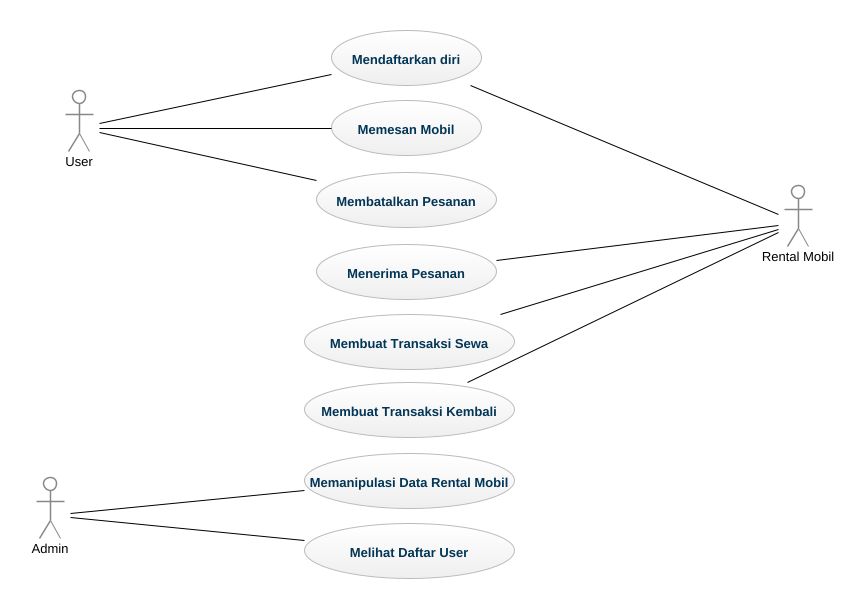 Mendaftarkan diri
Memesan Mobil
User
Membatalkan Pesanan
Rental Mobil
Menerima Pesanan
Membuat Transaksi Sewa
Membuat Transaksi Kembali
Memanipulasi Data Rental Mobil
Admin
Melihat Daftar User